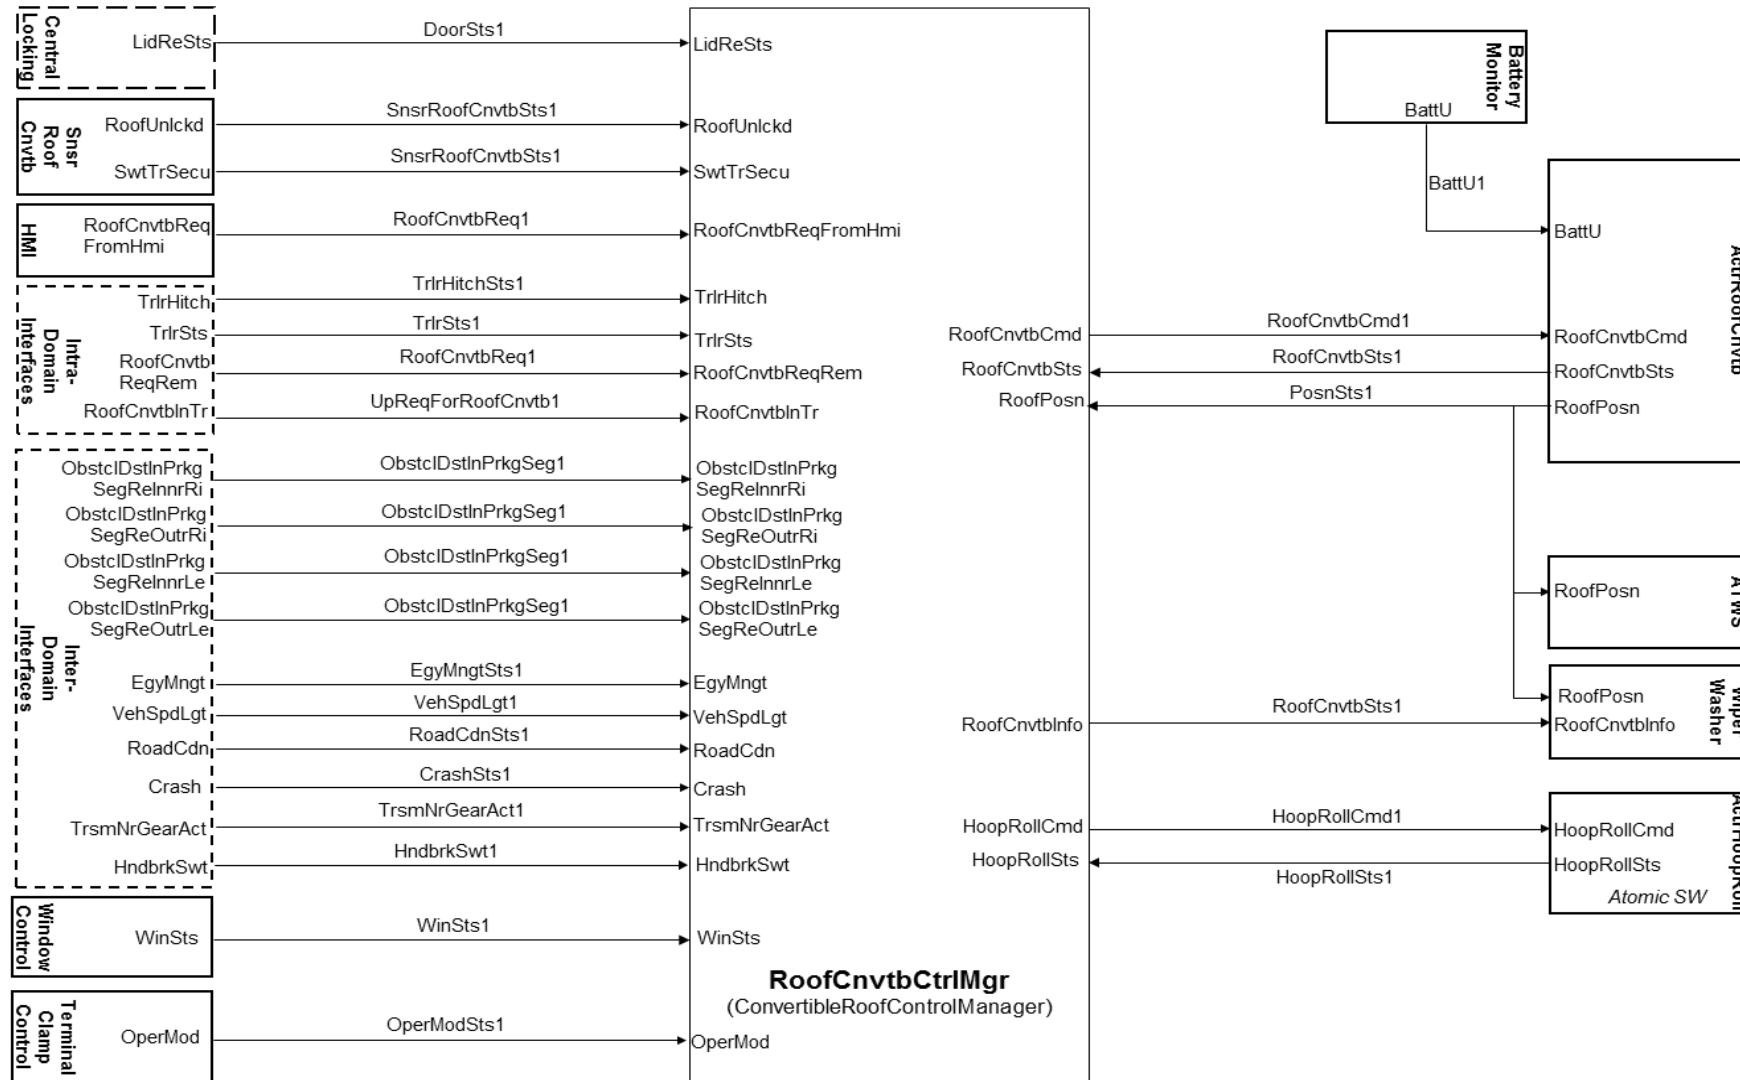 Central
Locking
LidReSts
DoorSts1
LidReSts
Snsr
Roof
Cnvtb
RoofUnlckd
SnsrRoofCnvtbSts1
RoofUnlckd
SwtTrSecu
SnsrRoofCnvtbSts1
SwtTrSecu
HMI
RoofCnvtbReq
FromHmi
RoofCnvtbReq1
RoofCnvtbReqFromHmi
Intra-
Domain
Interfaces
TrlrHitch
TrlrHitchSts1
TrlrHitch
TrlrSts
TrlrSts1
TrlrSts
RoofCnvtb
ReqRem
RoofCnvtbReq1
RoofCnvtbReqRem
RoofCnvtbInTr
UpReqForRoofCnvtb1
RoofCnvtbInTr
Inter-
Domain
Interfaces
ObstclDstInPrkg
SegReInnrRi
ObstclDstInPrkgSeg1
ObstclDstInPrkg
SegReInnrRi
ObstclDstInPrkg
SegReOutrRi
ObstclDstInPrkgSeg1
ObstclDstInPrkg
SegReOutrRi
ObstclDstInPrkg
SegReInnrLe
ObstclDstInPrkgSeg1
ObstclDstInPrkg
SegReInnrLe
ObstclDstInPrkg
SegReOutrLe
ObstclDstInPrkgSeg1
ObstclDstInPrkg
SegReOutrLe
EgyMngt
EgyMngtSts1
EgyMngt
VehSpdLgt
VehSpdLgt1
VehSpdLgt
RoadCdn
RoadCdnSts1
RoadCdn
Crash
CrashSts1
Crash
TrsmNrGearAct
TrsmNrGearAct1
TrsmNrGearAct
HndbrkSwt
HndbrkSwt1
HndbrkSwt
Window
Control
WinSts
WinSts1
WinSts
Terminal
Clamp
Control
OperMod
OperModSts1
OperMod
RoofCnvtbCtrlMgr
(ConvertibleRoofControlManager)
Battery
Monitor
BattU
BattU1
BattU
ActrRoofCnvtb
RoofCnvtbCmd
RoofCnvtbCmd1
RoofCnvtbCmd
RoofCnvtbSts
RoofCnvtbSts1
RoofCnvtbSts
RoofPosn
PosnSts1
RoofPosn
ATWS
RoofPosn
Wiper
Washer
RoofPosn
RoofCnvtbInfo
RoofCnvtbSts1
RoofCnvtbInfo
ActrHoopRoll
HoopRollCmd
HoopRollCmd1
HoopRollCmd
HoopRollSts
HoopRollSts1
HoopRollSts
Atomic SW